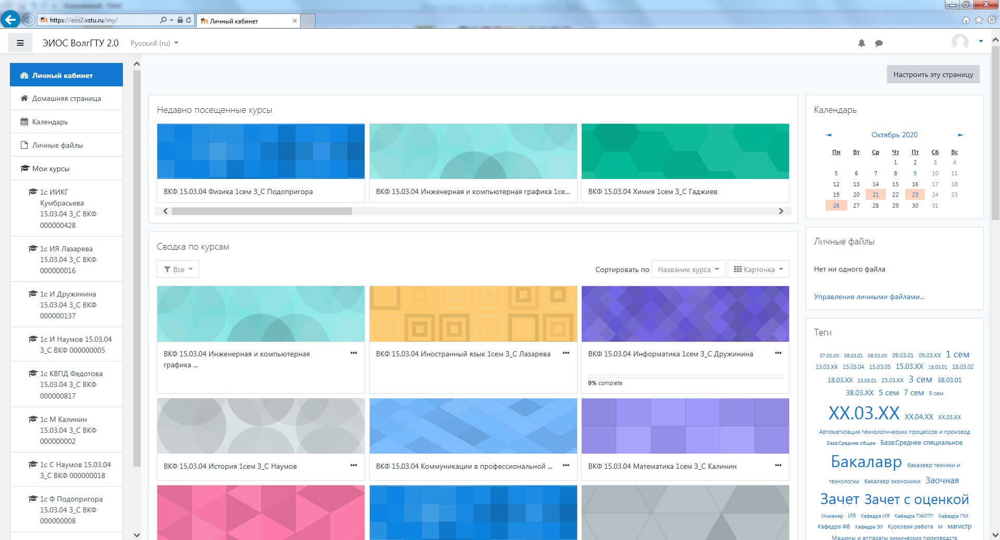 https://eos2.vstu.ru/my/
Личный кабинет
ЭИОС ВолгГТУ 2.0
Русский (ru)
Личный кабинет
Домашняя страница
Календарь
Личные файлы
Мои курсы
1с ИИКГ
Кумбрасьева
15.03.04 З_С ВКФ
000000428
1с ИЯ Лазарева
15.03.04 З_С ВКФ
000000016
1с И Дружинина
15.03.04 З_С ВКФ
000000137
1с И Наумов 15.03.04
З_С ВКФ 000000005
1с КВПД Федотова
15.03.04 З_С ВКФ
000000817
1с М Калинин
15.03.04 З_С ВКФ
000000002
1с С Наумов 15.03.04
З_С ВКФ 000000018
1с Ф Подопригора
15.03.04 З_С ВКФ
000000008
Настроить эту страницу
Недавно посещенные курсы
ВКФ 15.03.04 Физика 1сем З_С Подопригора
ВКФ 15.03.04 Инженерная и компьютерная графика 1се...
ВКФ 15.03.04 Химия 1сем З_С Гаджиев
Сводка по курсам
Все
Сортировать по
Название курса
Карточка
ВКФ 15.03.04 Инженерная и компьютерная
графика ...
ВКФ 15.03.04 Иностранный язык 1сем З_С Лазарева
ВКФ 15.03.04 Информатика 1сем З_С Дружинина
0% complete
ВКФ 15.03.04 История 1сем З_С Наумов
ВКФ 15.03.04 Коммуникации в профессиональной ...
ВКФ 15.03.04 Математика 1сем З_С Калинин
Календарь
Октябрь 2020
Пн Вт Ср Чт Пт Сб Вс
1 2 3 4
5 6 7 8 9 10 11
12 13 14 15 16 17 18
19 20 21 22 23 24 25
26 27 28 29 30 31
Личные файлы
Нет ни одного файла
Управление личными файлами...
Теги
07.03.XX 08.03.01 08.03.XX 09.03.01 09.03.XX 1 сем
13.03.XX 15.03.04 15.03.05 15.03.XX 18.03.01 18.03.02
18.03.XX 23.03.01 23.03.XX 3 сем 38.03.01
38.03.XX 5 сем 7 сем 9 сем
XX.03.XX XX.04.XX XX.05.XX
Автоматизация технологических процессов и производ
База:Среднее общее База:Среднее специальное
Бакалавр бакалавр техники и
технологии бакалавр экономики Заочная
Зачет Зачет с оценкой
Инженер ИЯ Кафедра ИЯ Кафедра ПАХПП Кафедра ПМ
Кафедра ФВ Кафедра ЭУ Курсовая работа М магистр
Машины и аппараты химических производств